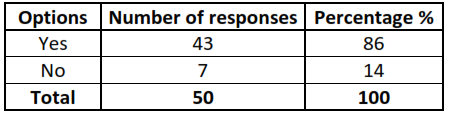 Options Number of responses Percentage %
Yes 43 86
No 7 14
Total 50 100